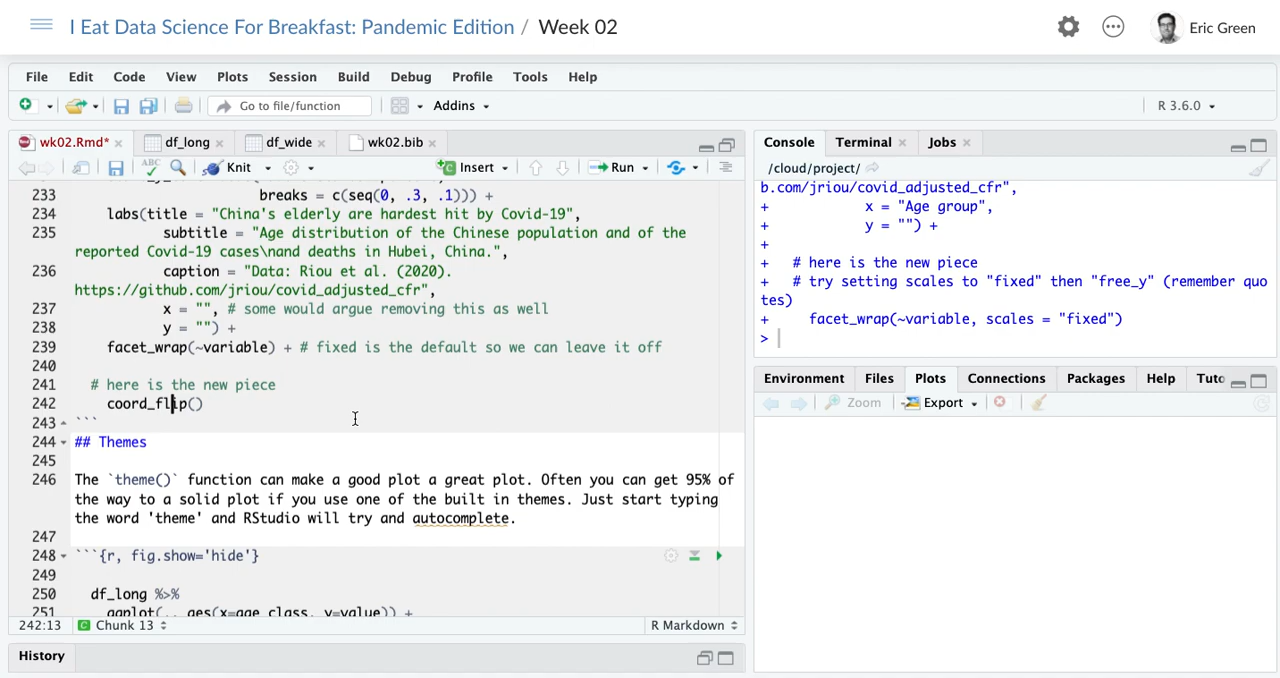 I Eat Data Science For Breakfast: Pandemic Edition / Week 02
Eric Green
File Edit Code View Plots Session Build Debug Profile Tools Help
Go to file/function Addins R 3.6.0
wk02.Rmd* df_long df_wide wk02.bib
ABC Knit Insert Run
233 breaks = c(seq(0, .3, .1))) +
234 labs(title = "China's elderly are hardest hit by Covid-19",
235 subtitle = "Age distribution of the Chinese population and of the
reported Covid-19 cases\nand deaths in Hubei, China.",
236 caption = "Data: Riou et al. (2020).
https://github.com/jriou/covid_adjusted_cfr",
237 x = "", # some would argue removing this as well
238 y = "") +
239 facet_wrap(~variable) + # fixed is the default so we can leave it off
240
241 # here is the new piece
242 coord_flip()
243 ```
244 ## Themes
245
246 The `theme()` function can make a good plot a great plot. Often you can get 95% of
the way to a solid plot if you use one of the built in themes. Just start typing
the word 'theme' and RStudio will try and autocomplete.
247
248 ```{r, fig.show='hide'}
249
250 df_long %>%
251 ggplot(., aes(x=age_class, y=value)) +
242:13 Chunk 13 R Markdown
History
Console Terminal Jobs
/cloud/project/
b.com/jriou/covid_adjusted_cfr",
+ x = "Age group",
+ y = "") +
+
+ # here is the new piece
+ # try setting scales to "fixed" then "free_y" (remember quo
tes)
+ facet_wrap(~variable, scales = "fixed")
>
Environment Files Plots Connections Packages Help Tuto
Zoom Export